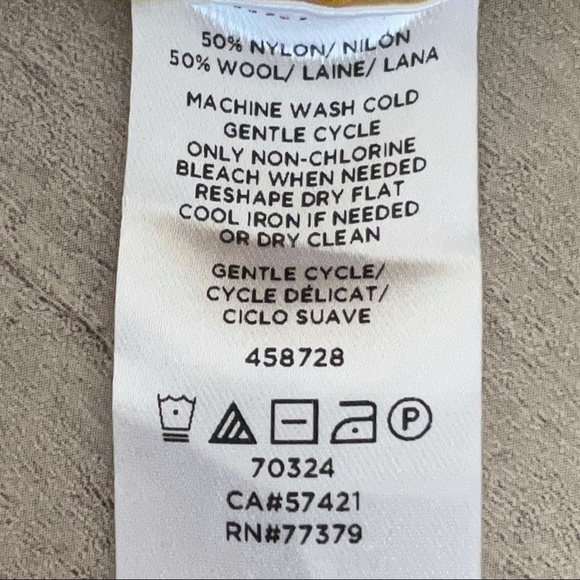 50% NYLON/ NILÓN
50% WOOL/ LAINE/ LANA
MACHINE WASH COLD
GENTLE CYCLE
ONLY NON-CHLORINE
BLEACH WHEN NEEDED
RESHAPE DRY FLAT
COOL IRON IF NEEDED
OR DRY CLEAN
GENTLE CYCLE/
CYCLE DÉLICAT/
CICLO SUAVE
458728
P
70324
CA#57421
RN#77379